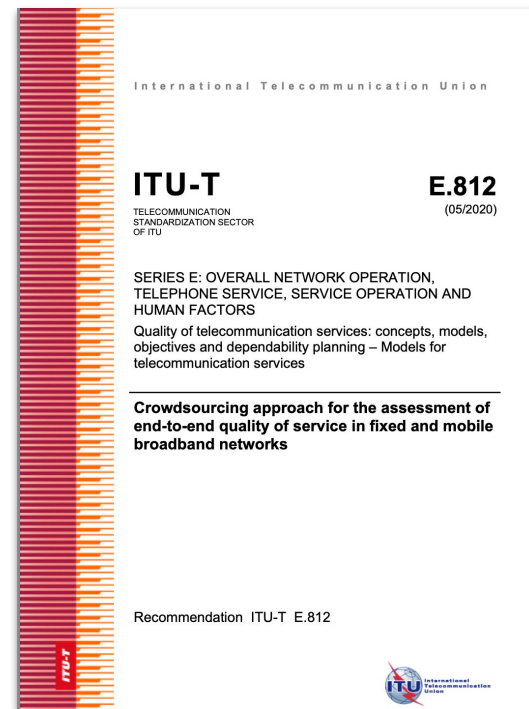 International Telecommunication Union
ITU-T
E.812
TELECOMMUNICATION
STANDARDIZATION SECTOR
OF ITU
(05/2020)
SERIES E: OVERALL NETWORK OPERATION,
TELEPHONE SERVICE, SERVICE OPERATION AND
HUMAN FACTORS
Quality of telecommunication services: concepts, models,
objectives and dependability planning – Models for
telecommunication services
Crowdsourcing approach for the assessment of
end-to-end quality of service in fixed and mobile
broadband networks
Recommendation ITU-T E.812
ITU-T
ITU
International
Telecommunication
Union